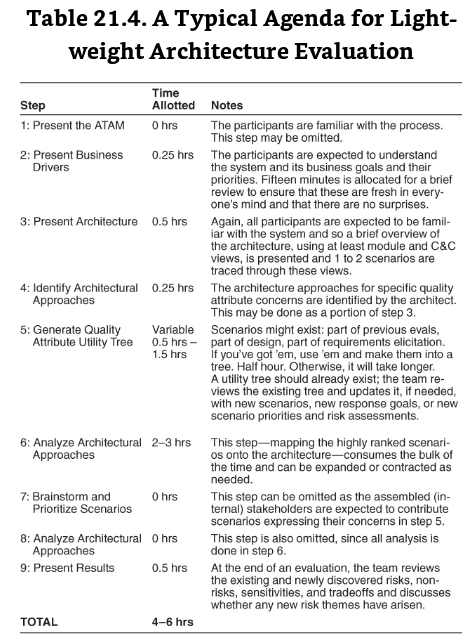 Table 21.4. A Typical Agenda for Light-
weight Architecture Evaluation
Time
Step Allotted Notes
1: Present the ATAM 0 hrs The participants are familiar with the process.
This step may be omitted.
2: Present Business 0.25 hrs The participants are expected to understand
Drivers the system and its business goals and their
priorities. Fifteen minutes is allocated for a brief
review to ensure that these are fresh in every-
one's mind and that there are no surprises.
3: Present Architecture 0.5 hrs Again, all participants are expected to be famil-
iar with the system and so a brief overview of
the architecture, using at least module and C&C
views, is presented and 1 to 2 scenarios are
traced through these views.
4: Identify Architectural 0.25 hrs The architecture approaches for specific quality
Approaches attribute concerns are identified by the architect.
This may be done as a portion of step 3.
5: Generate Quality Variable Scenarios might exist: part of previous evals,
Attribute Utility Tree 0.5 hrs – part of design, part of requirements elicitation.
1.5 hrs If you've got 'em, use 'em and make them into a
tree. Half hour. Otherwise, it will take longer.
A utility tree should already exist; the team re-
views the existing tree and updates it, if needed,
with new scenarios, new response goals, or new
scenario priorities and risk assessments.
6: Analyze Architectural 2–3 hrs This step—mapping the highly ranked scenari-
Approaches os onto the architecture—consumes the bulk of
the time and can be expanded or contracted as
needed.
7: Brainstorm and 0 hrs This step can be omitted as the assembled (in-
Prioritize Scenarios ternal) stakeholders are expected to contribute
scenarios expressing their concerns in step 5.
8: Analyze Architectural 0 hrs This step is also omitted, since all analysis is
Approaches done in step 6.
9: Present Results 0.5 hrs At the end of an evaluation, the team reviews
the existing and newly discovered risks, non-
risks, sensitivities, and tradeoffs and discusses
whether any new risk themes have arisen.
TOTAL 4–6 hrs